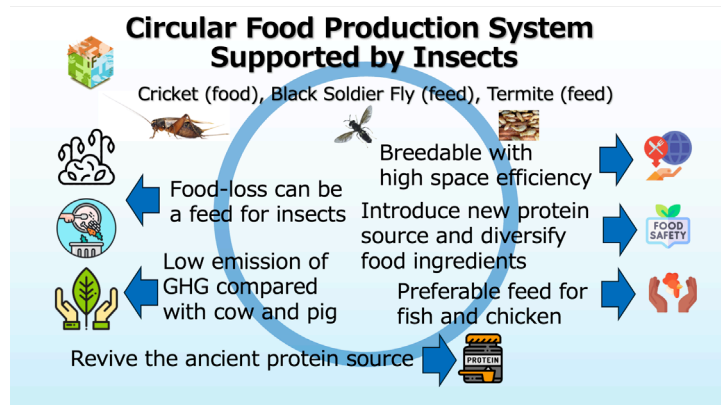 Circular Food Production System
Supported by Insects
Cricket (food), Black Soldier Fly (feed), Termite (feed)
Food-loss can be
a feed for insects
Low emission of
GHG compared
with cow and pig
Breedable with
high space efficiency
Introduce new protein
source and diversify
food ingredients
FOOD
SAFETY
Preferable feed for
fish and chicken
Revive the ancient protein source
PROTEIN